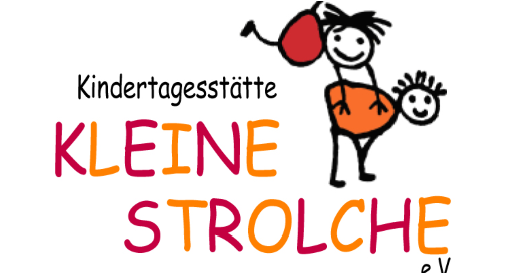 Kindertagesstätte
KLEINE
STROLCHE
e.V